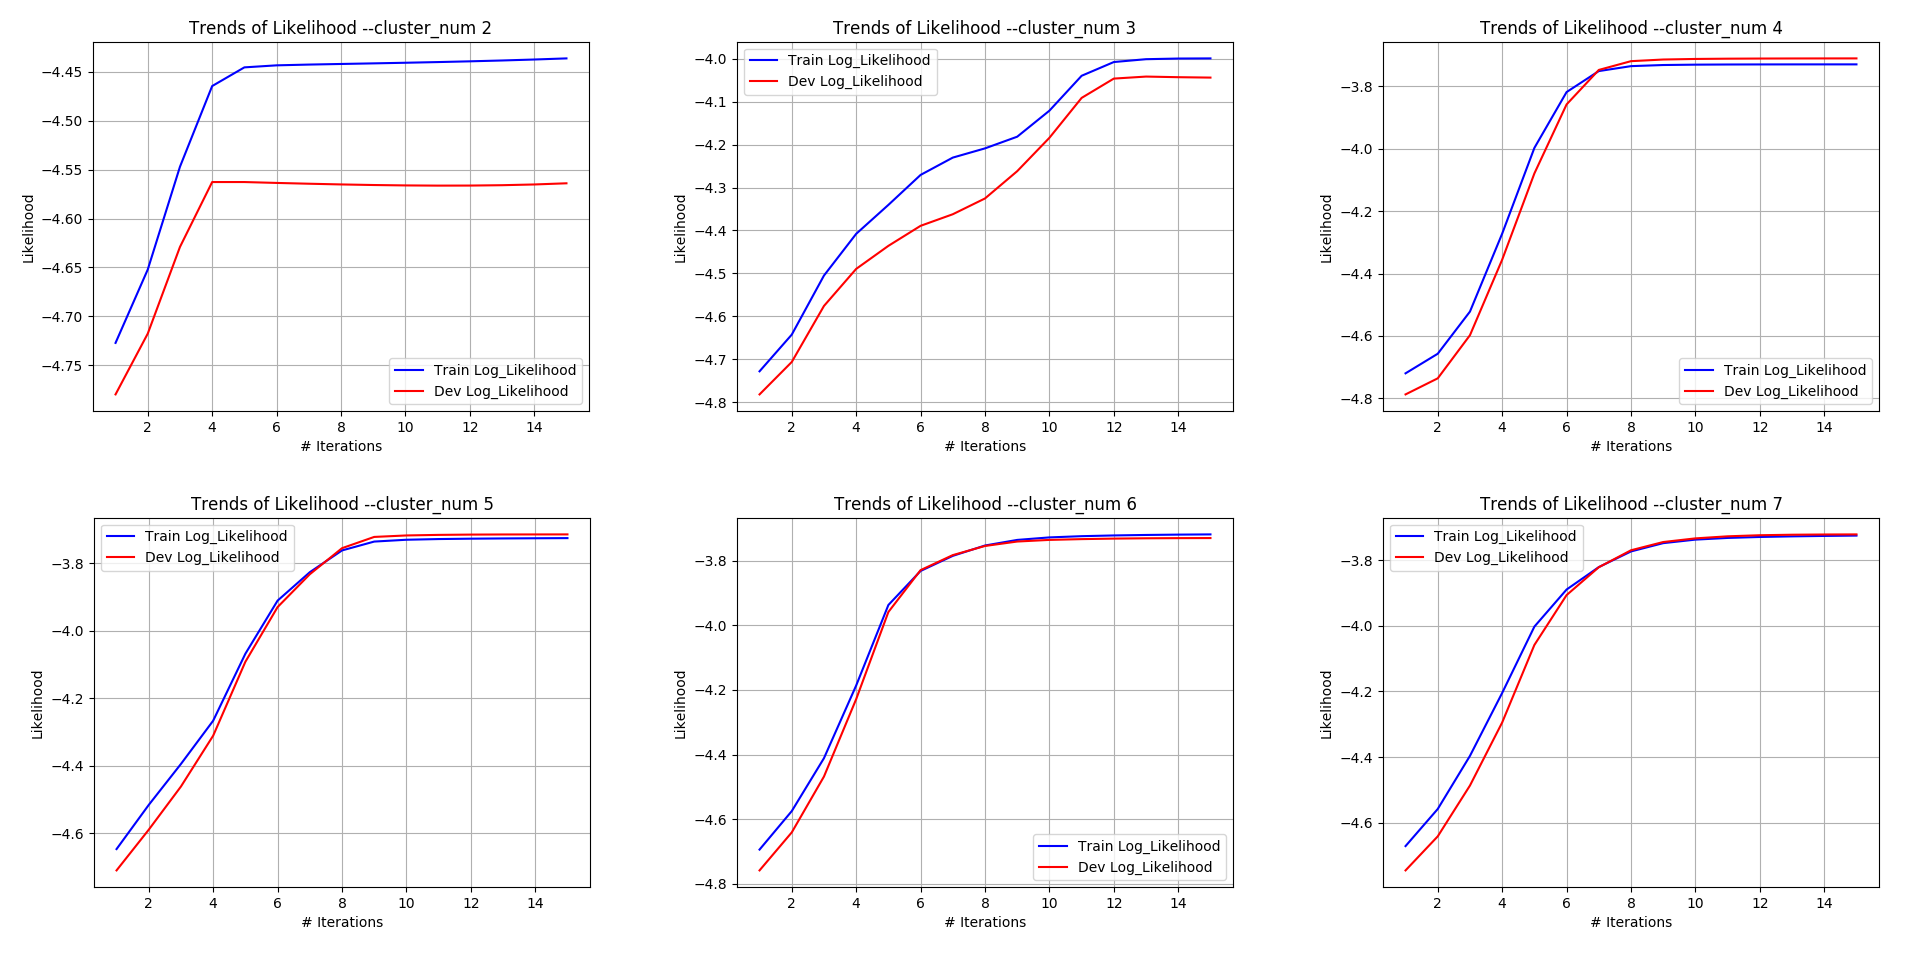 Trends of Likelihood --cluster_num 2
−4.45
−4.50
−4.55
−4.60
−4.65
−4.70
−4.75
Likelihood
Train Log_Likelihood
Dev Log_Likelihood
2 4 6 8 10 12 14
# Iterations
Trends of Likelihood --cluster_num 3
−4.0
−4.1
−4.2
−4.3
−4.4
−4.5
−4.6
−4.7
−4.8
Likelihood
Train Log_Likelihood
Dev Log_Likelihood
2 4 6 8 10 12 14
# Iterations
Trends of Likelihood --cluster_num 4
−3.8
−4.0
−4.2
−4.4
−4.6
−4.8
Likelihood
Train Log_Likelihood
Dev Log_Likelihood
2 4 6 8 10 12 14
# Iterations
Trends of Likelihood --cluster_num 5
−3.8
−4.0
−4.2
−4.4
−4.6
Likelihood
Train Log_Likelihood
Dev Log_Likelihood
2 4 6 8 10 12 14
# Iterations
Trends of Likelihood --cluster_num 6
−3.8
−4.0
−4.2
−4.4
−4.6
−4.8
Likelihood
Train Log_Likelihood
Dev Log_Likelihood
2 4 6 8 10 12 14
# Iterations
Trends of Likelihood --cluster_num 7
−3.8
−4.0
−4.2
−4.4
−4.6
Likelihood
Train Log_Likelihood
Dev Log_Likelihood
2 4 6 8 10 12 14
# Iterations